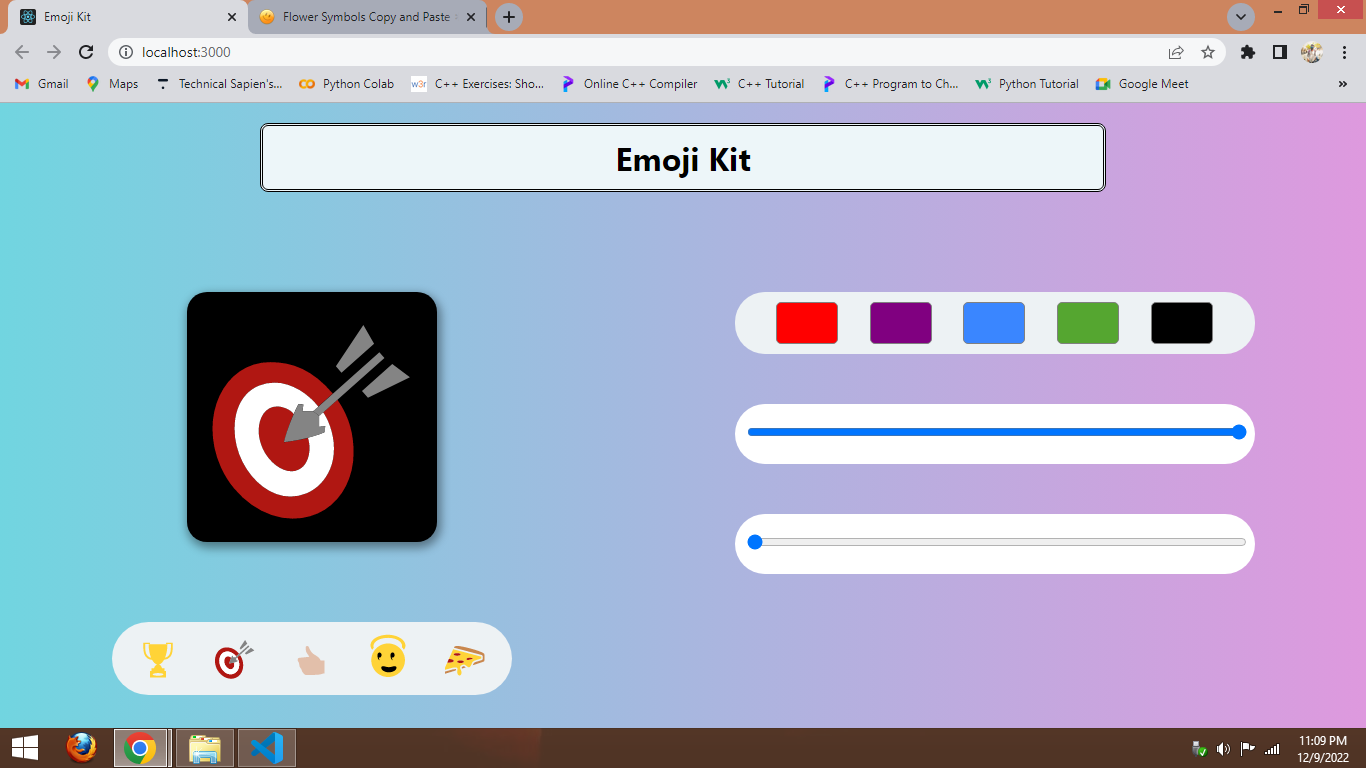 Emoji Kit
Flower Symbols Copy and Paste
localhost:3000
Gmail
Maps
Technical Sapien's...
Python Colab
w3r
C++ Exercises: Sho...
Online C++ Compiler
C++ Tutorial
C++ Program to Ch...
Python Tutorial
Google Meet
»
Emoji Kit
11:09 PM
12/9/2022